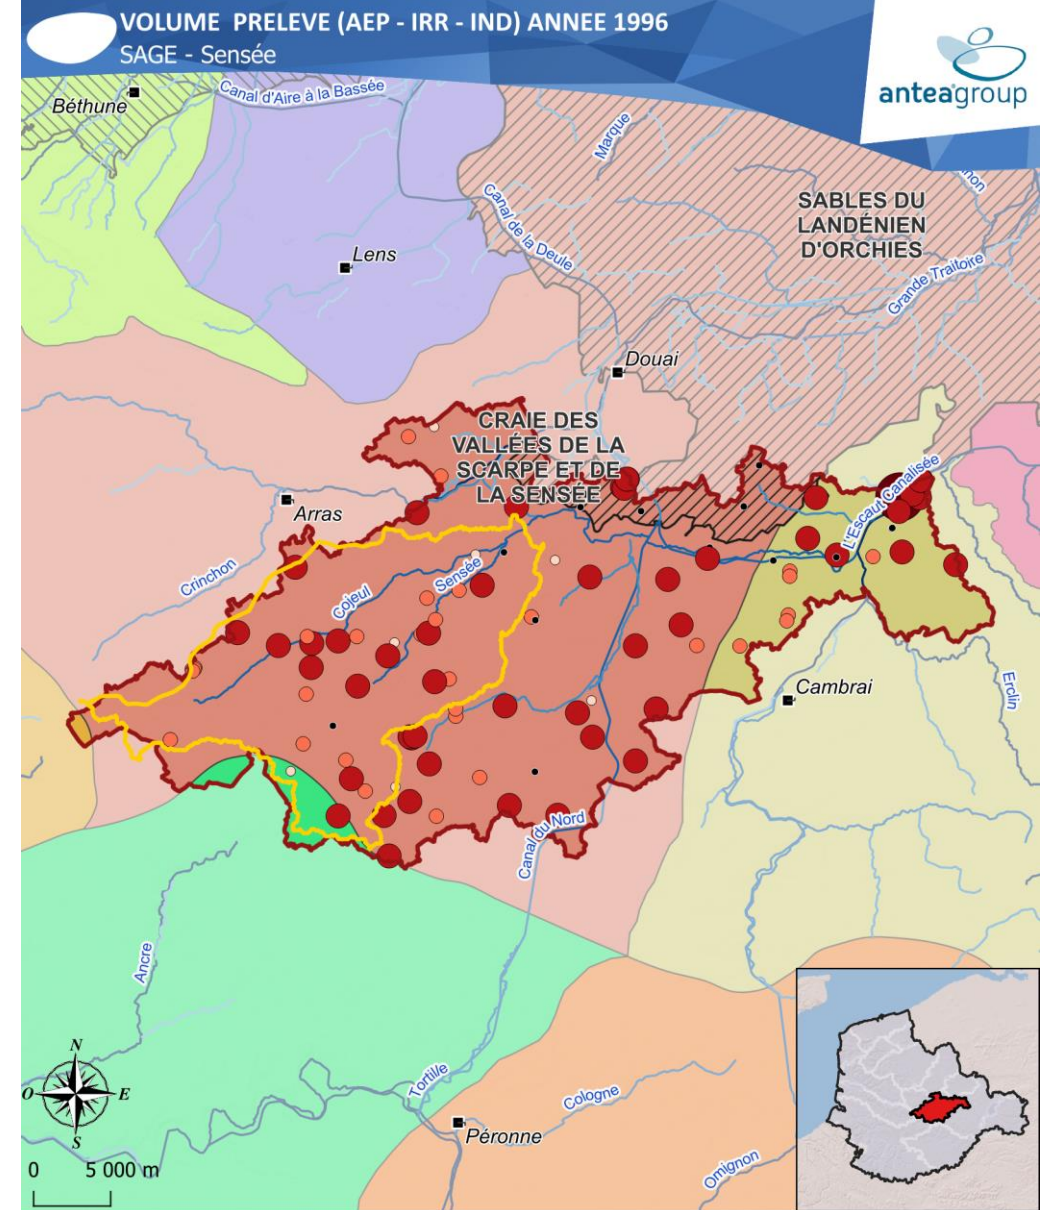 VOLUME PRELEVE (AEP - IRR - IND) ANNEE 1996
SAGE - Sensée
anteagroup
Béthune
Canal d'Aire à la Bassée
Marque
SABLES DU
LANDÉNIEN
D'ORCHIES
Canal de la Deule
Lens
Grande Traitoire
Douai
CRAIE DES
VALLÉES DE LA
SCARPE ET DE
LA SENSÉE
L'Escaut Canalisée
Arras
Crinchon
Cojeul
Sensée
Cambrai
Erclin
Canal du Nord
Ancre
Tortille
Cologne
Péronne
Omignon
N
O
E
S
0 5 000 m